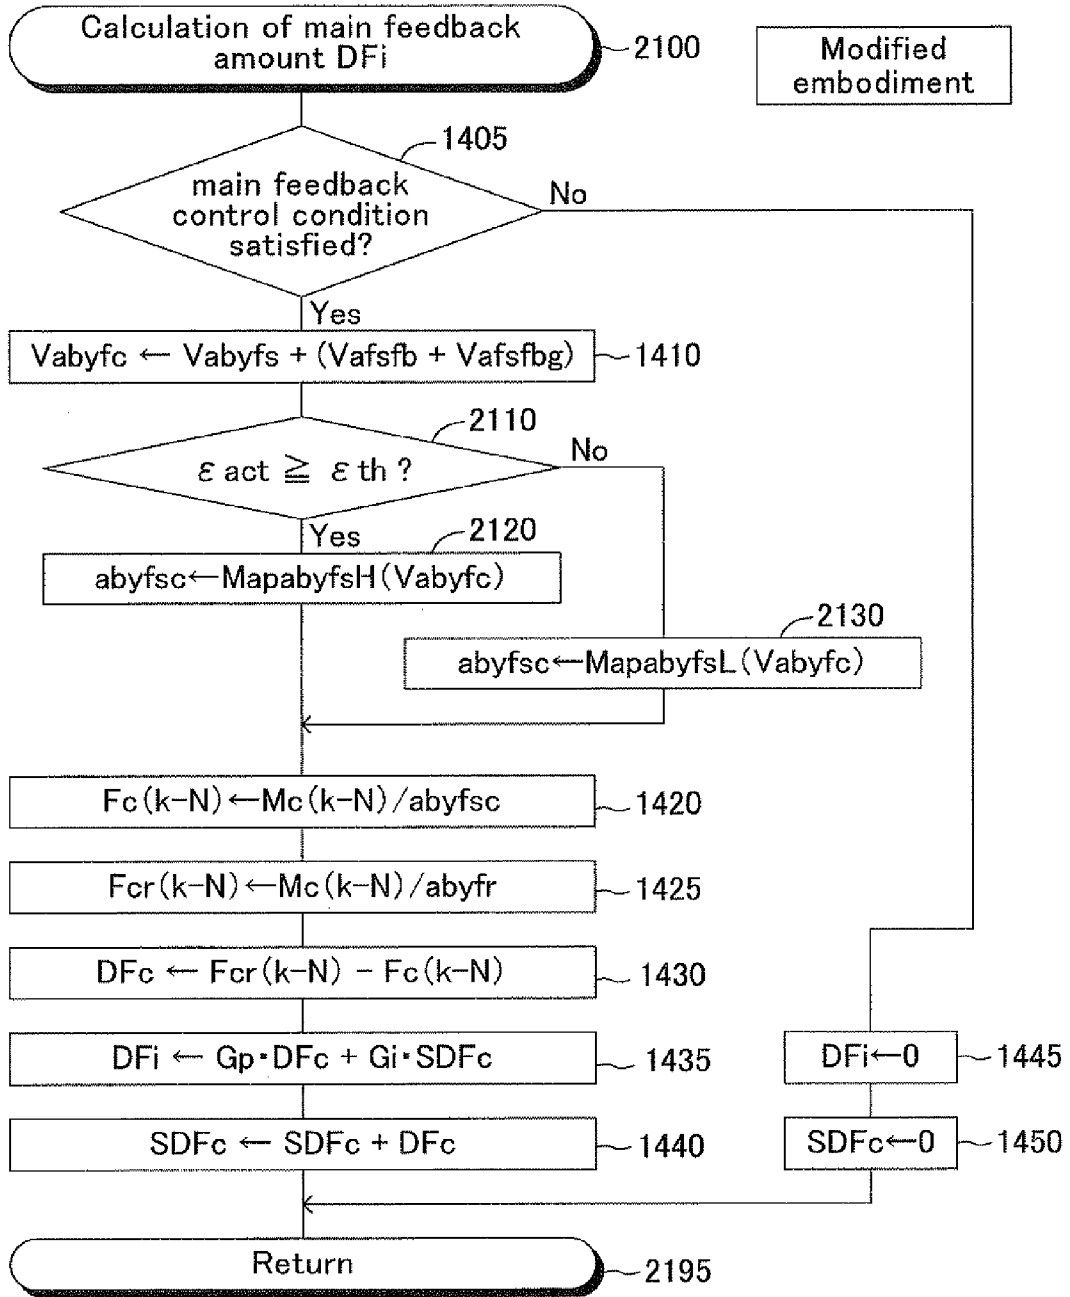 Calculation of main feedback
amount DFi
2100
Modified
embodiment
1405
main feedback
control condition
satisfied?
No
Yes
Vabyfc ← Vabyfs + (Vafsfb + Vafsfbg)
1410
2110
εact ≧ εth ?
No
Yes
2120
abyfsc←MapabyfsH(Vabyfc)
2130
abyfsc←MapabyfsL(Vabyfc)
Fc(k-N)←Mc(k-N)/abyfsc
1420
Fcr(k-N)←Mc(k-N)/abyfr
1425
DFc ← Fcr(k-N) - Fc(k-N)
1430
DFi ← Gp・DFc + Gi・SDFc
1435
DFi←0
1445
SDFc ← SDFc + DFc
1440
SDFc←0
1450
Return
2195